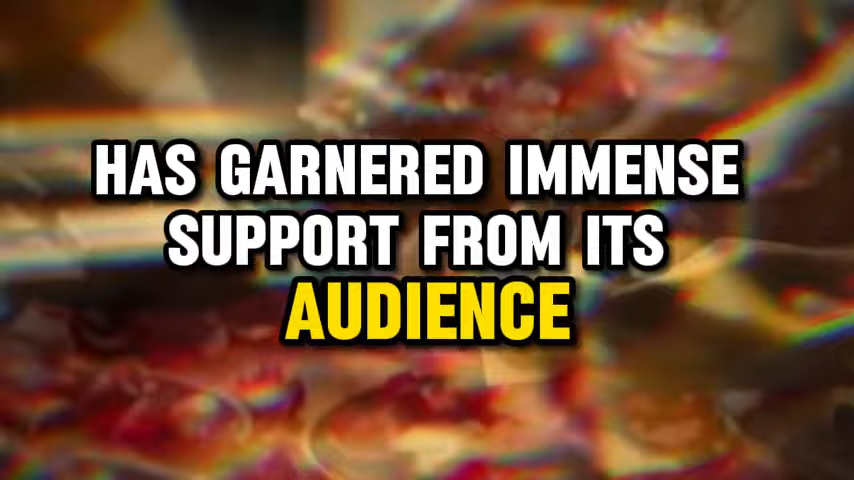 HAS GARNERED IMMENSE
SUPPORT FROM ITS
AUDIENCE